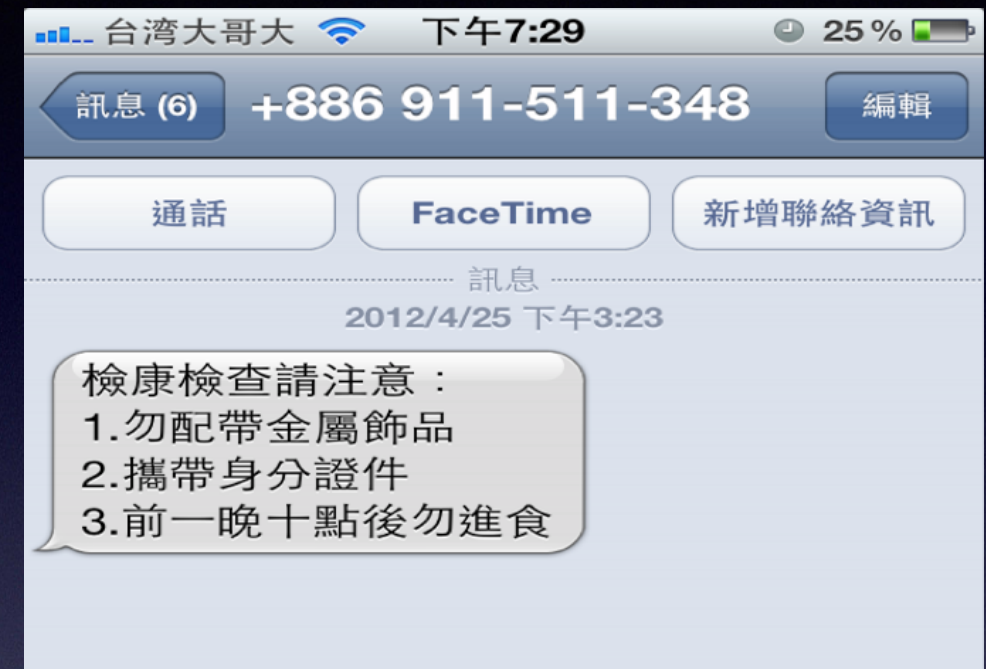 台湾大哥大 下午7:29 25%
訊息 (6) +886 911-511-348 編輯
通話 FaceTime 新增聯絡資訊
訊息
2012/4/25 下午3:23
檢康檢查請注意：
1.勿配帶金屬飾品
2.攜帶身分證件
3.前一晚十點後勿進食